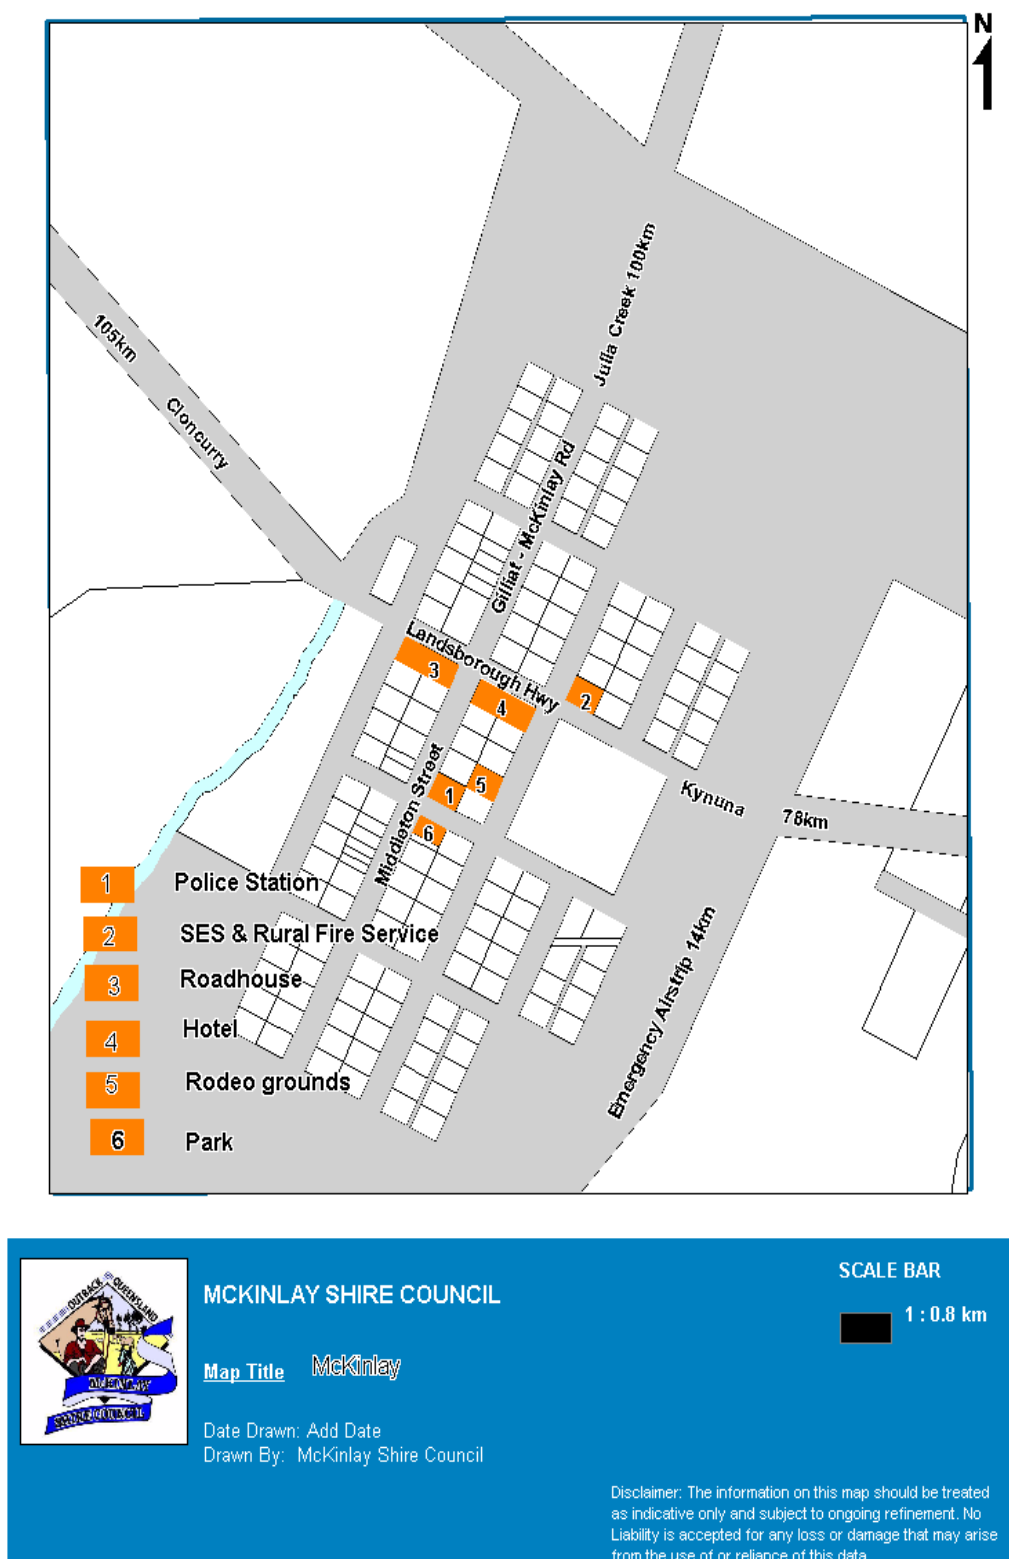 N
Julia Creek 100km
105km
Cloncurry
Gilliat - McKinlay Rd
Landsborough Hwy
3
4
2
Middleton Street
5
1
6
Kynuna
78km
Emergency Airstrip 14km
1 Police Station
2 SES & Rural Fire Service
3 Roadhouse
4 Hotel
5 Rodeo grounds
6 Park
OUTBACK QUEENSLAND
MCKINLAY
SHIRE COUNCIL
MCKINLAY SHIRE COUNCIL
Map Title McKinlay
Date Drawn: Add Date
Drawn By: McKinlay Shire Council
SCALE BAR
1 : 0.8 km
Disclaimer: The information on this map should be treated
as indicative only and subject to ongoing refinement. No
Liability is accepted for any loss or damage that may arise
from the use of or reliance of this data